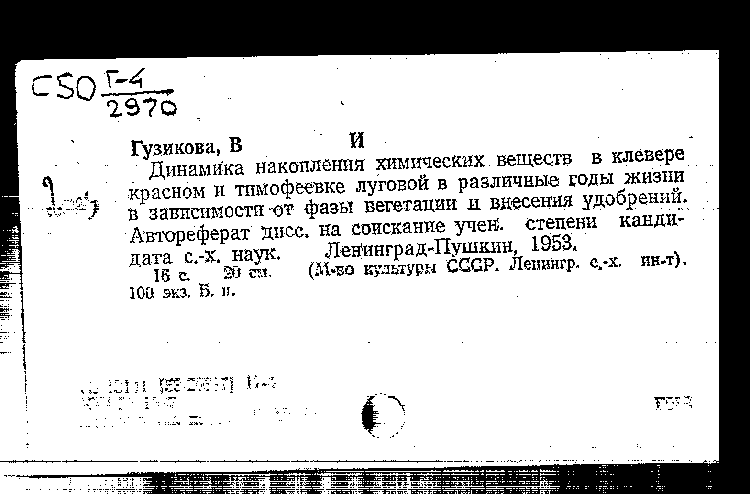 С50 Г-4
2970
Гузикова, В И
Динамика накопления химических веществ в клевере
красном и тимофеевке луговой в различные годы жизни
в зависимости от фазы вегетации и внесения удобрений.
Автореферат дисс. на соискание учен. степени канди-
дата с.-х. наук. Ленинград-Пушкин, 1953.
16 с. 20 см. (М-во культуры СССР. Ленингр. с.-х. ин-т).
100 экз. Б. ц.